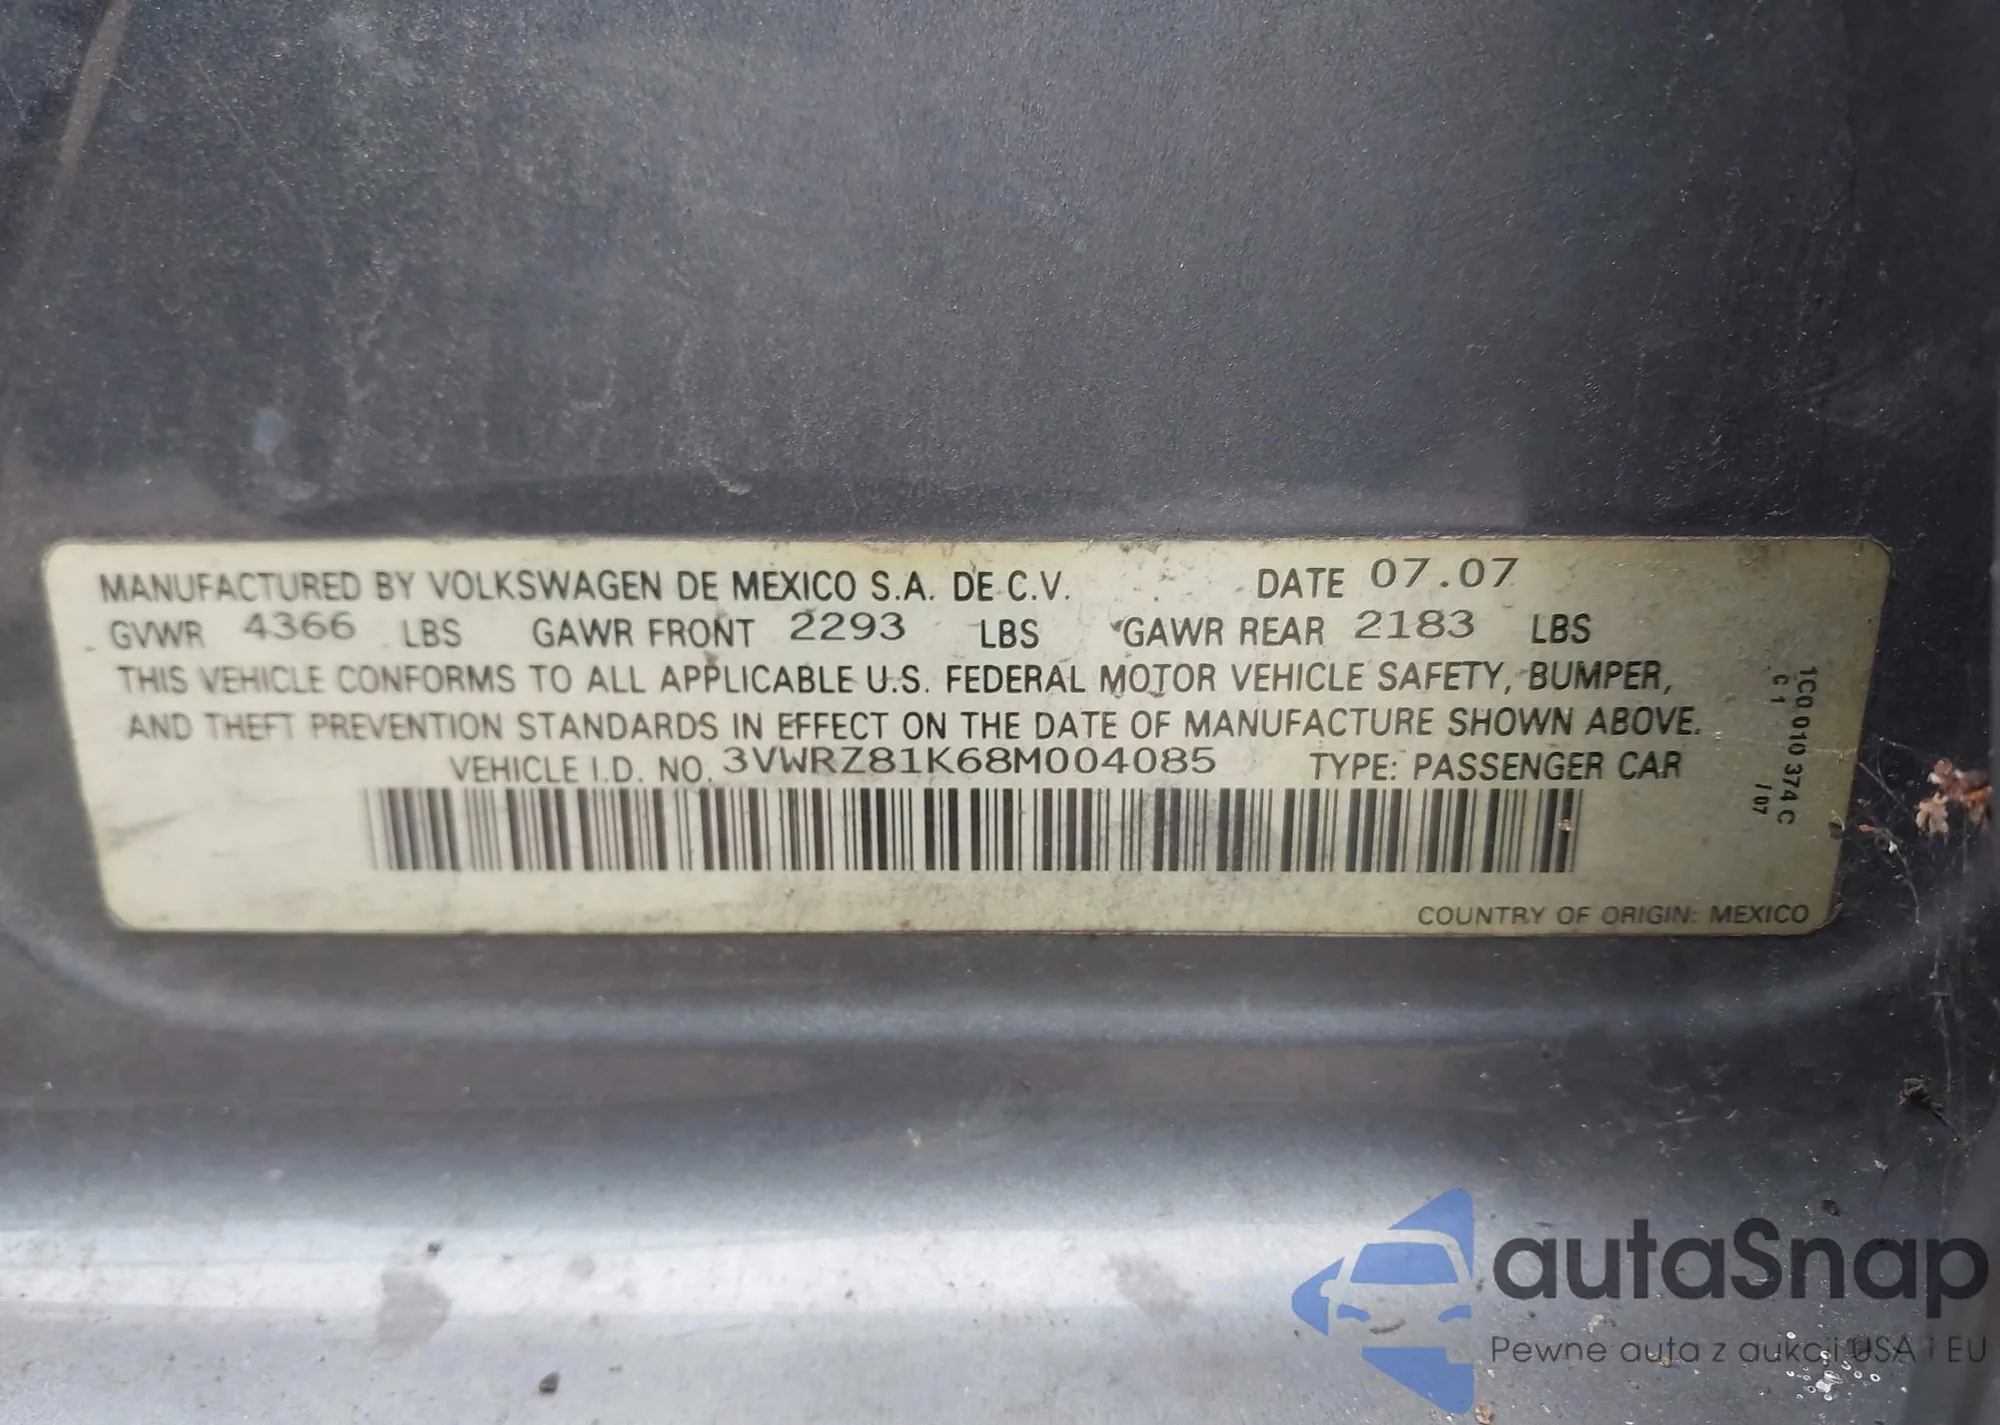 MANUFACTURED BY VOLKSWAGEN DE MEXICO S.A. DE C.V. DATE 07.07
GVWR 4366 LBS GAWR FRONT 2293 LBS GAWR REAR 2183 LBS
THIS VEHICLE CONFORMS TO ALL APPLICABLE U.S. FEDERAL MOTOR VEHICLE SAFETY, BUMPER,
AND THEFT PREVENTION STANDARDS IN EFFECT ON THE DATE OF MANUFACTURE SHOWN ABOVE.
VEHICLE I.D. NO. 3VWRZ81K68M004085 TYPE: PASSENGER CAR
1C0 010 374 C
C 1 / 07
COUNTRY OF ORIGIN: MEXICO
autaSnap
Pewne auta z aukcji USA i EU